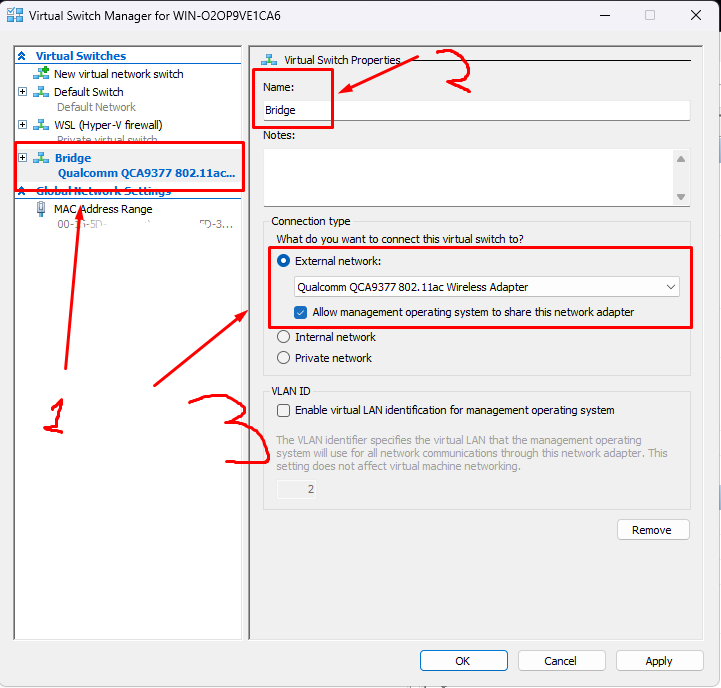 Virtual Switch Manager for WIN-O2OP9VE1CA6
Virtual Switches
New virtual network switch
Default Switch
Default Network
WSL (Hyper-V firewall)
Private virtual switch
Bridge
Qualcomm QCA9377 802.11ac...
Global Network Settings
MAC Address Range
1
Virtual Switch Properties
2
Name:
Bridge
Notes:
Connection type
What do you want to connect this virtual switch to?
External network:
Qualcomm QCA9377 802.11ac Wireless Adapter
Allow management operating system to share this network adapter
Internal network
Private network
3
VLAN ID
Enable virtual LAN identification for management operating system
The VLAN identifier specifies the virtual LAN that the management operating
system will use for all network communications through this network adapter. This
setting does not affect virtual machine networking.
2
Remove
OK
Cancel
Apply